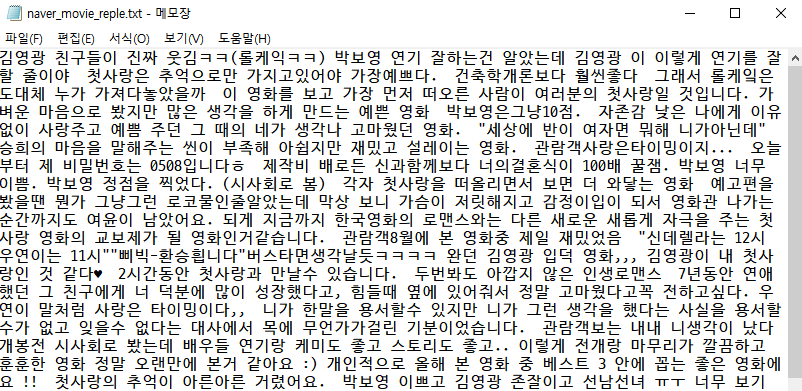 naver_movie_reple.txt - 메모장
파일(F) 편집(E) 서식(O) 보기(V) 도움말(H)
김영광 친구들이 진짜 웃김ㅋㅋ(롤케익ㅋㅋ) 박보영 연기 잘하는건 알았는데 김영광 이 이렇게 연기를 잘
할 줄이야  첫사랑은 추억으로만 가지고있어야 가장예쁘다.  건축학개론보다 훨씬좋다  그래서 롤케잌은
도대체 누가 가져다놓았을까  이 영화를 보고 가장 먼저 떠오른 사람이 여러분의 첫사랑일 것입니다. 가
벼운 마음으로 봤지만 많은 생각을 하게 만드는 예쁜 영화  박보영은그냥10점.  자존감 낮은 나에게 이유
없이 사랑주고 예쁨 주던 그 때의 네가 생각나 고마웠던 영화.  "세상에 반이 여자면 뭐해 니가아닌데"
승희의 마음을 말해주는 씬이 부족해 아쉽지만 재밌고 설레이는 영화.  관람객사랑은타이밍이지...  오늘
부터 제 비밀번호는 0508입니다ㅎ  제작비 배로든 신과함께보다 너의결혼식이 100배 꿀잼. 박보영 너무
이쁨. 박보영 정점을 찍었다. (시사회로 봄)  각자 첫사랑을 떠올리면서 보면 더 와닿는 영화  예고편을
봤을땐 뭔가 그냥그런 로코물인줄알았는데 막상 보니 가슴이 저릿해지고 감정이입이 되서 영화관 나가는
순간까지도 여운이 남았어요. 되게 지금까지 한국영화의 로맨스와는 다른 새로운 새롭게 자극을 주는 첫
사랑 영화의 교보제가 될 영화인거같습니다.  관람객8월에 본 영화중 제일 재밌었음  "신데렐라는 12시
우연이는 11시""삐빅-환승횝니다"버스타면생각날듯ㅋㅋㅋㅋ 완던 김영광 입덕 영화,,, 김영광이 내 첫사
랑인 것 같다♥  2시간동안 첫사랑과 만날수 있습니다.  두번봐도 아깝지 않은 인생로맨스  7년동안 연애
했던 그 친구에게 너 덕분에 많이 성장했다고, 힘들때 옆에 있어줘서 정말 고마웠다고꼭 전하고싶다. 우
연이 말처럼 사랑은 타이밍이다,,  니가 한말을 용서할수 있지만 니가 그런 생각을 했다는 사실을 용서할
수가 없고 잊을수 없다는 대사에서 목에 무언가가걸린 기분이었습니다.  관람객보는 내내 니생각이 났다
개봉전 시사회로 봤는데 배우들 연기랑 케미도 좋고 스토리도 좋고.. 이렇게 전개랑 마무리가 깔끔하고
훈훈한 영화 정말 오랜만에 본거 같아요 :) 개인적으로 올해 본 영화 중 베스트 3 안에 꼽는 좋은 영화에
요 !!  첫사랑의 추억이 아른아른 거렸어요.  박보영 이쁘고 김영광 존잘이고 선남선녀 ㅠㅜ 너무 보기